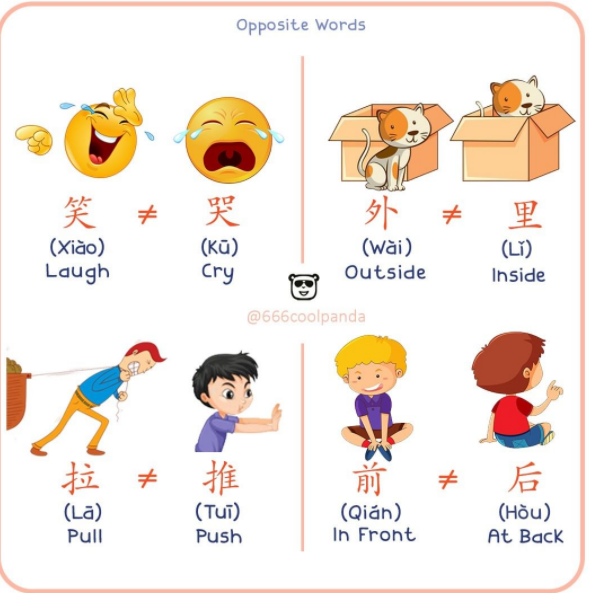 Opposite Words
笑 ≠ 哭
(Xiào) (Kū)
Laugh Cry
外 ≠ 里
(Wài) (Lǐ)
Outside Inside
@666coolpanda
拉 ≠ 推
(Lā) (Tuī)
Pull Push
前 ≠ 后
(Qián) (Hòu)
In Front At Back